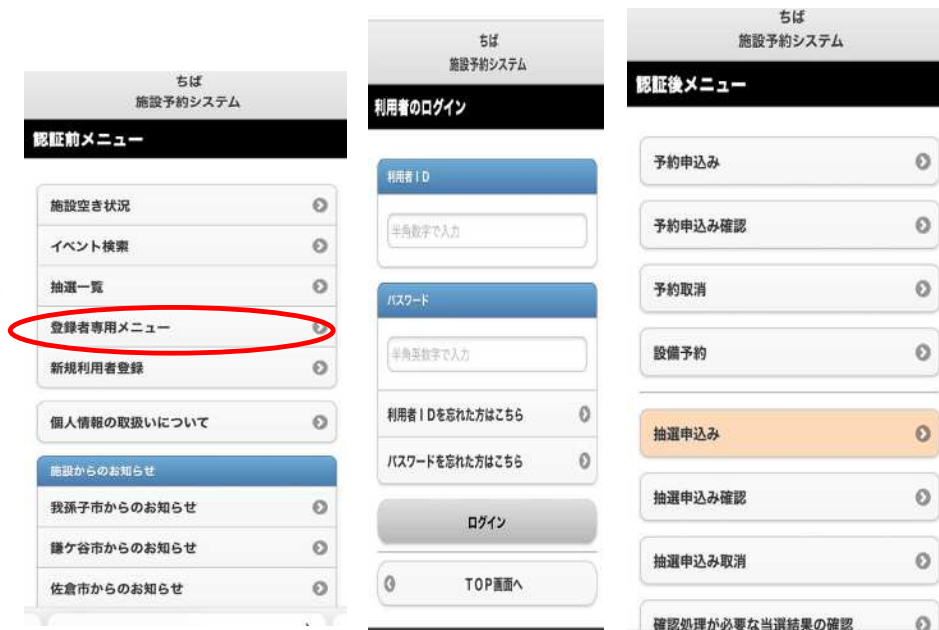 ちば
施設予約システム
認証前メニュー
施設空き状況
イベント検索
抽選一覧
登録者専用メニュー
新規利用者登録
個人情報の取扱いについて
施設からのお知らせ
我孫子市からのお知らせ
鎌ケ谷市からのお知らせ
佐倉市からのお知らせ
ちば
施設予約システム
利用者のログイン
利用者ID
半角数字で入力
パスワード
半角英数字で入力
利用者IDを忘れた方はこちら
パスワードを忘れた方はこちら
ログイン
TOP画面へ
ちば
施設予約システム
認証後メニュー
予約申込み
予約申込み確認
予約取消
設備予約
抽選申込み
抽選申込み確認
抽選申込み取消
確認処理が必要な当選結果の確認